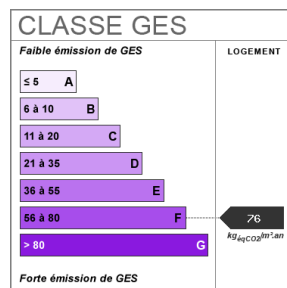 CLASSE GES
Faible émission de GES
LOGEMENT
≤ 5 A
6 à 10 B
11 à 20 C
21 à 35 D
36 à 55 E
56 à 80 F
76
kgéqCO2/m².an
> 80 G
Forte émission de GES